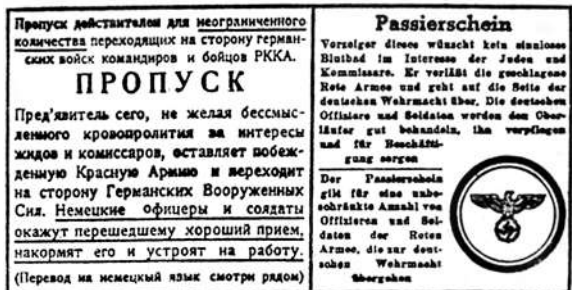 Пропуск действителен для неограниченного
количества переходящих на сторону герман-
ских войск командиров и бойцов РККА.
ПРОПУСК
Пред'явитель сего, не желая бессмыс-
ленного кровопролития за интересы
жидов и комиссаров, оставляет побеж-
денную Красную Армию и переходит
на сторону Германских Вооруженных
Сил. Немецкие офицеры и солдаты
окажут перешедшему хороший прием,
накормят его и устроят на работу.
(Перевод на немецкий язык смотри рядом)
Passierschein
Vorzeiger dieses wünscht kein sinnloses
Blutbad im Interesse der Juden und
Kommissare. Er verläßt die geschlagene
Rote Armee und geht auf die Seite der
deutschen Wehrmacht über. Die deutschen
Offiziere und Soldaten werden den Über-
läufer gut behandeln, ihn verpflegen
und für Beschäfti-
gung sorgen
Der Passierschein
gilt für eine unbe-
schränkte Anzahl von
Offizieren und Sol-
daten der Roten
Armee, die zur deut-
schen Wehrmacht
übergehen